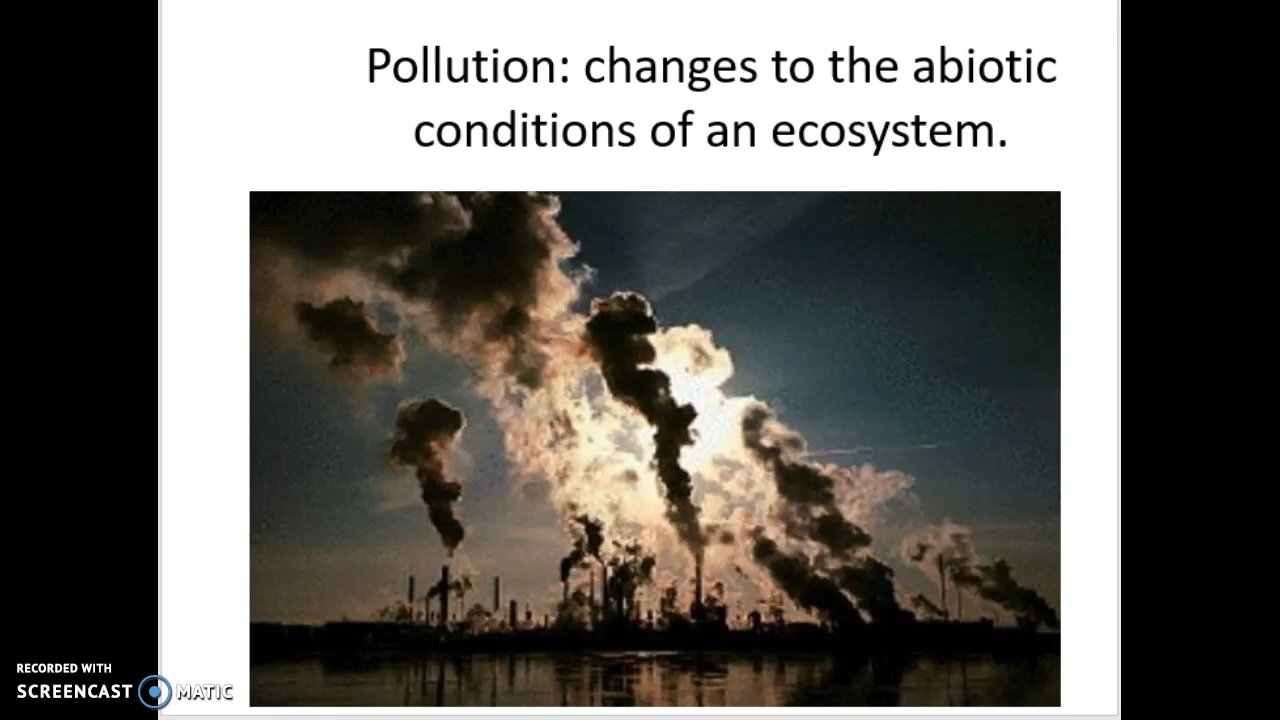 Pollution: changes to the abiotic
conditions of an ecosystem.
RECORDED WITH
SCREENCAST MATIC